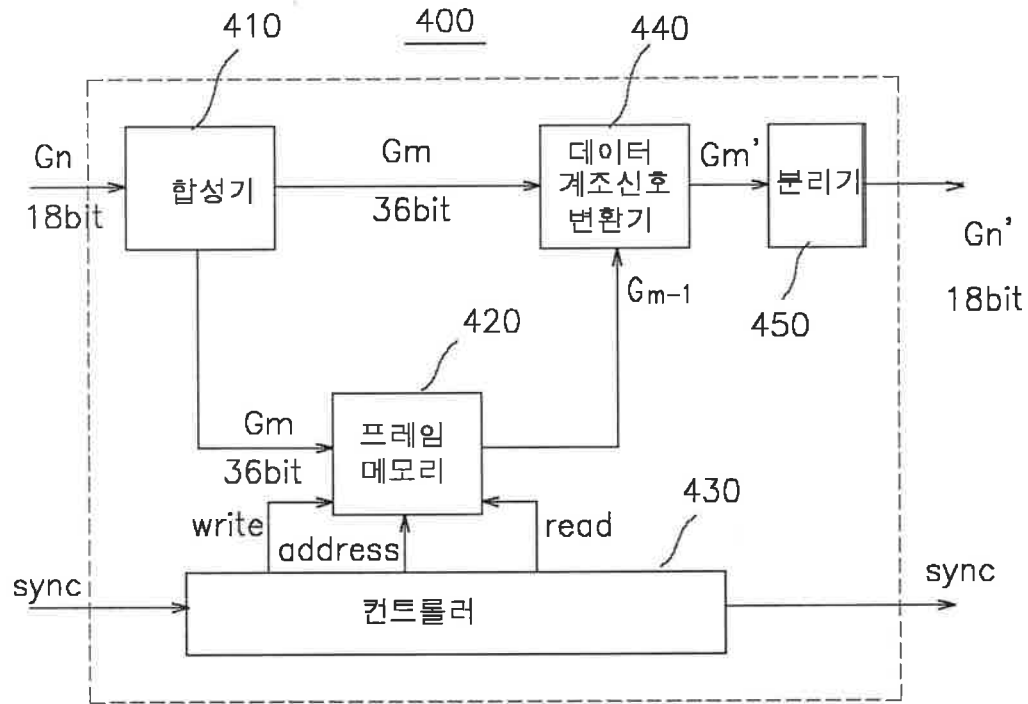 400
410
440
Gn
18bit
합성기
Gm
36bit
데이터
계조신호
변환기
Gm'
분리기
Gn'
18bit
450
Gm-1
420
Gm
36bit
프레임
메모리
write
address
read
430
sync
컨트롤러
sync